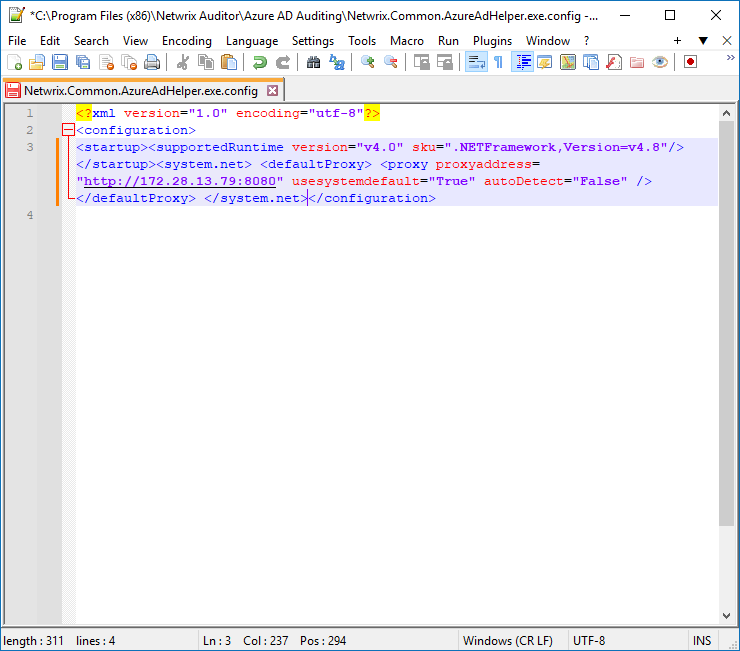 *C:\Program Files (x86)\Netwrix Auditor\Azure AD Auditing\Netwrix.Common.AzureAdHelper.exe.config -...
File Edit Search View Encoding Language Settings Tools Macro Run Plugins Window ? + ▼ X
Netwrix.Common.AzureAdHelper.exe.config
1 <?xml version="1.0" encoding="utf-8"?>
2 <configuration>
3 <startup><supportedRuntime version="v4.0" sku=".NETFramework,Version=v4.8"/>
</startup><system.net> <defaultProxy> <proxy proxyaddress=
"http://172.28.13.79:8080" usesystemdefault="True" autoDetect="False" />
</defaultProxy> </system.net></configuration>
4
length : 311 lines : 4 Ln : 3 Col : 237 Pos : 294 Windows (CR LF) UTF-8 INS